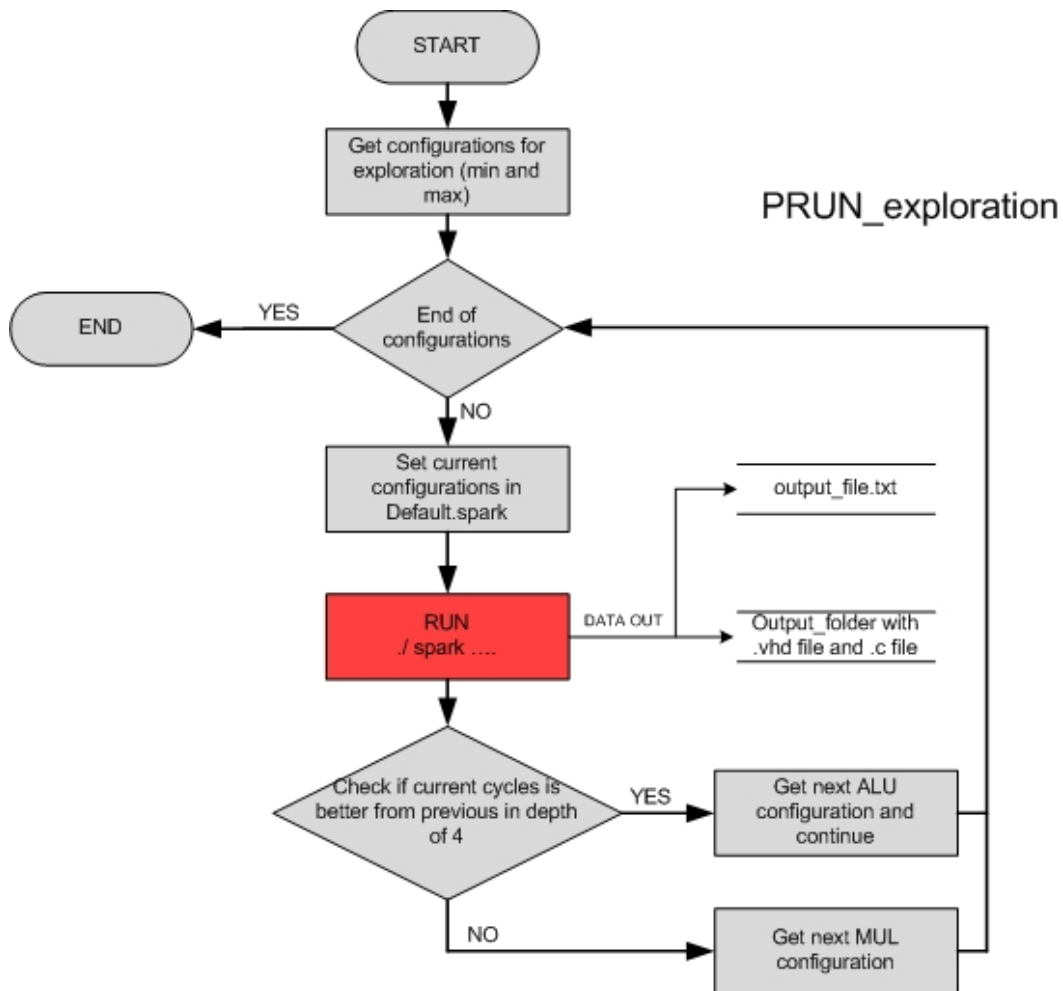 START
Get configurations for
exploration (min and
max)
PRUN_exploration
End of
configurations
YES
END
NO
Set current
configurations in
Default.spark
output_file.txt
RUN
./ spark ....
DATA OUT
Output_folder with
.vhd file and .c file
Check if current cycles is
better from previous in depth
of 4
YES
Get next ALU
configuration and
continue
NO
Get next MUL
configuration